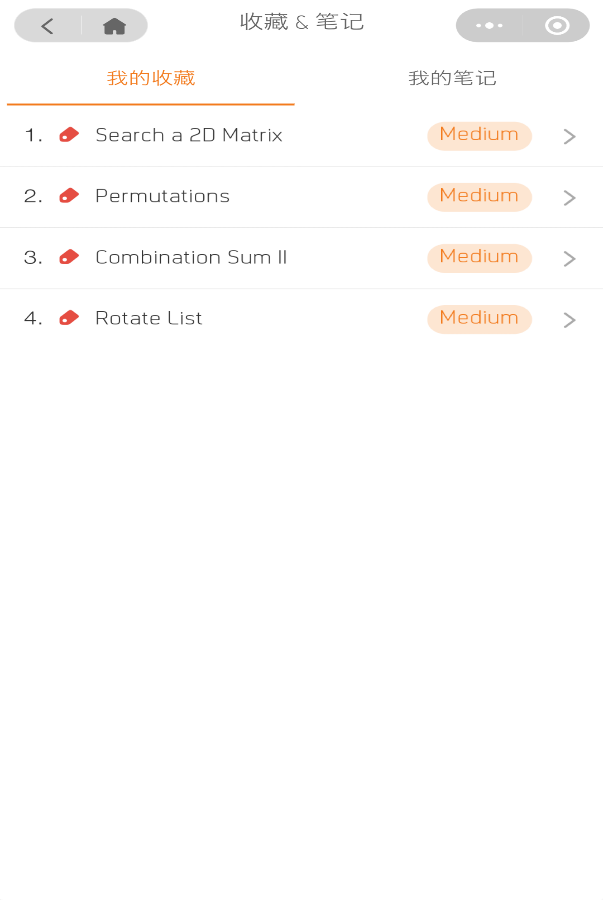 收藏 & 笔记
我的收藏 我的笔记
1. Search a 2D Matrix Medium
2. Permutations Medium
3. Combination Sum II Medium
4. Rotate List Medium